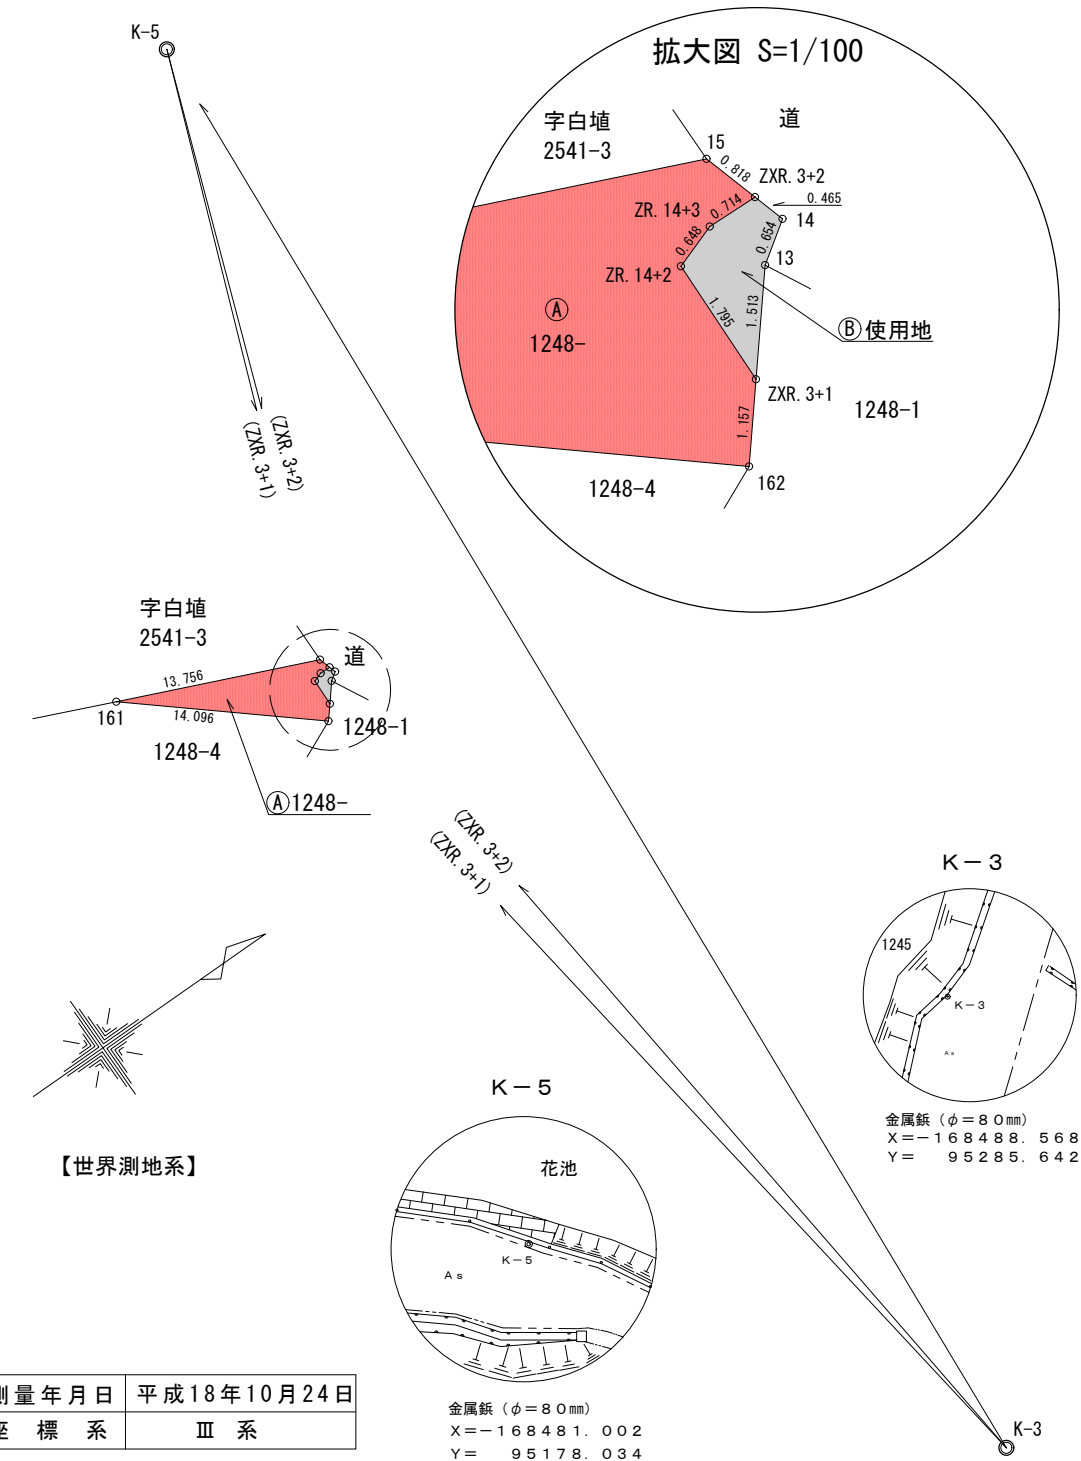 K-5
拡大図 S=1/100
字白埴
2541-3
道
15
0.818
ZXR.3+2
0.465
ZR.14+3
0.714
14
0.648
0.654
13
ZR.14+2
Ⓐ
1248-
1.795
1.513
Ⓑ使用地
ZXR.3+1
1248-1
1.157
162
1248-4
(ZXR.3+2)
(ZXR.3+1)
字白埴
2541-3
道
13.756
161
14.096
1248-1
1248-4
Ⓐ1248-
(ZXR.3+2)
(ZXR.3+1)
K−3
1245
K−3
As
金属鋲(φ=80㎜)
X=−168488.568
Y= 95285.642
【世界測地系】
K−5
花池
K−5
As
金属鋲(φ=80㎜)
X=−168481.002
Y= 95178.034
測量年月日 平成18年10月24日
座標系 Ⅲ系
K-3